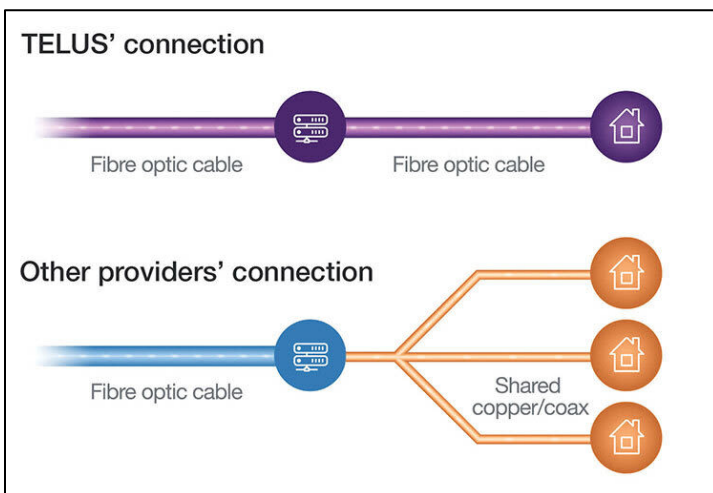 TELUS’ connection
Fibre optic cable
Fibre optic cable
Other providers’ connection
Fibre optic cable
Shared
copper/coax